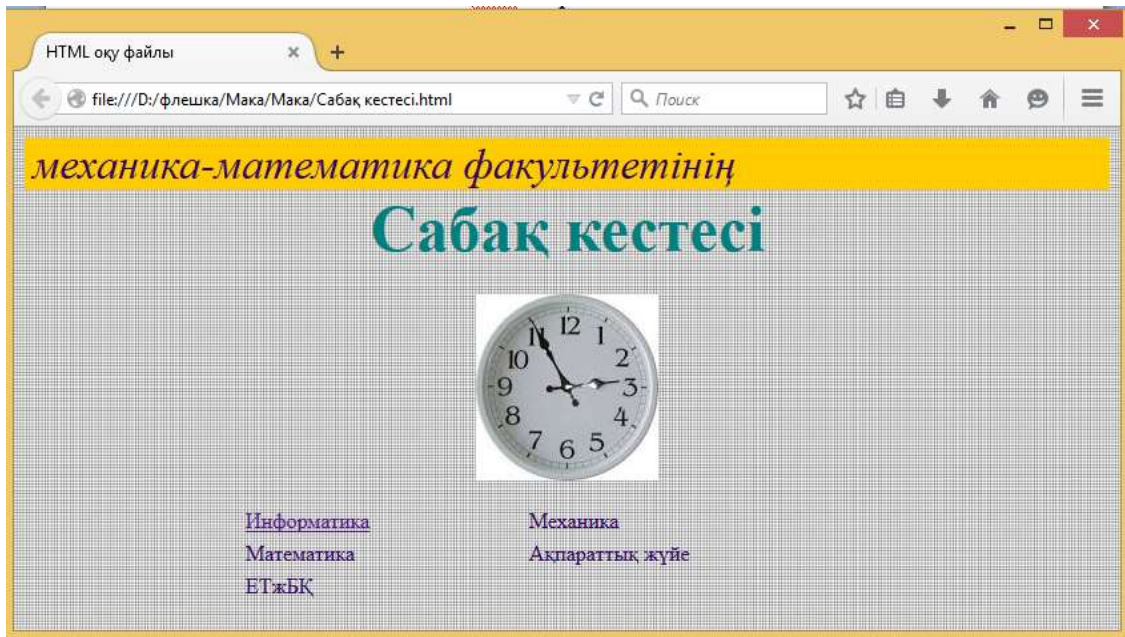 HTML оқу файлы
file:///D:/флешка/Мака/Мака/Сабақ кестесі.html
Поиск
механика-математика факультетінің
Сабақ кестесі
12
11 1
10 2
9 3
8 4
7 5
6
Информатика Механика
Математика Ақпараттық жүйе
ЕТжБҚ